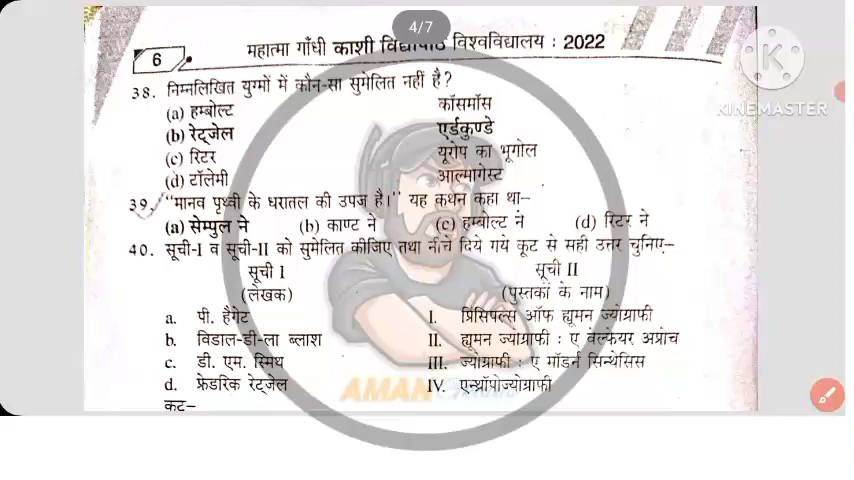 4/7
6 महात्मा गाँधी काशी विद्यापीठ विश्वविद्यालय : 2022
KINEMASTER
38. निम्नलिखित युग्मों में कौन-सा सुमेलित नहीं है?
(a) हम्बोल्ट कॉसमॉस
(b) रेट्जेल एर्डकुण्डे
(c) रिटर यूरोप का भूगोल
(d) टॉलेमी आल्मागेस्ट
39. "मानव पृथ्वी के धरातल की उपज है।" यह कथन कहा था–
(a) सेम्पुल ने (b) काण्ट ने (c) हम्बोल्ट ने (d) रिटर ने
40. सूची-I व सूची-II को सुमेलित कीजिए तथा नीचे दिये गये कूट से सही उत्तर चुनिए–
सूची I सूची II
(लेखक) (पुस्तकों के नाम)
a. पी. हैगेट I. प्रिंसिपल्स ऑफ ह्यूमन ज्योग्राफी
b. विडाल-डी-ला ब्लाश II. ह्यूमन ज्याग्राफी : ए वेल्फेयर अप्रोच
c. डी. एम. स्मिथ III. ज्याग्राफी : ए मॉडर्न सिन्थेसिस
d. फ्रेडरिक रेट्जेल IV. एन्थ्रॉपोज्योग्राफी
AMAN